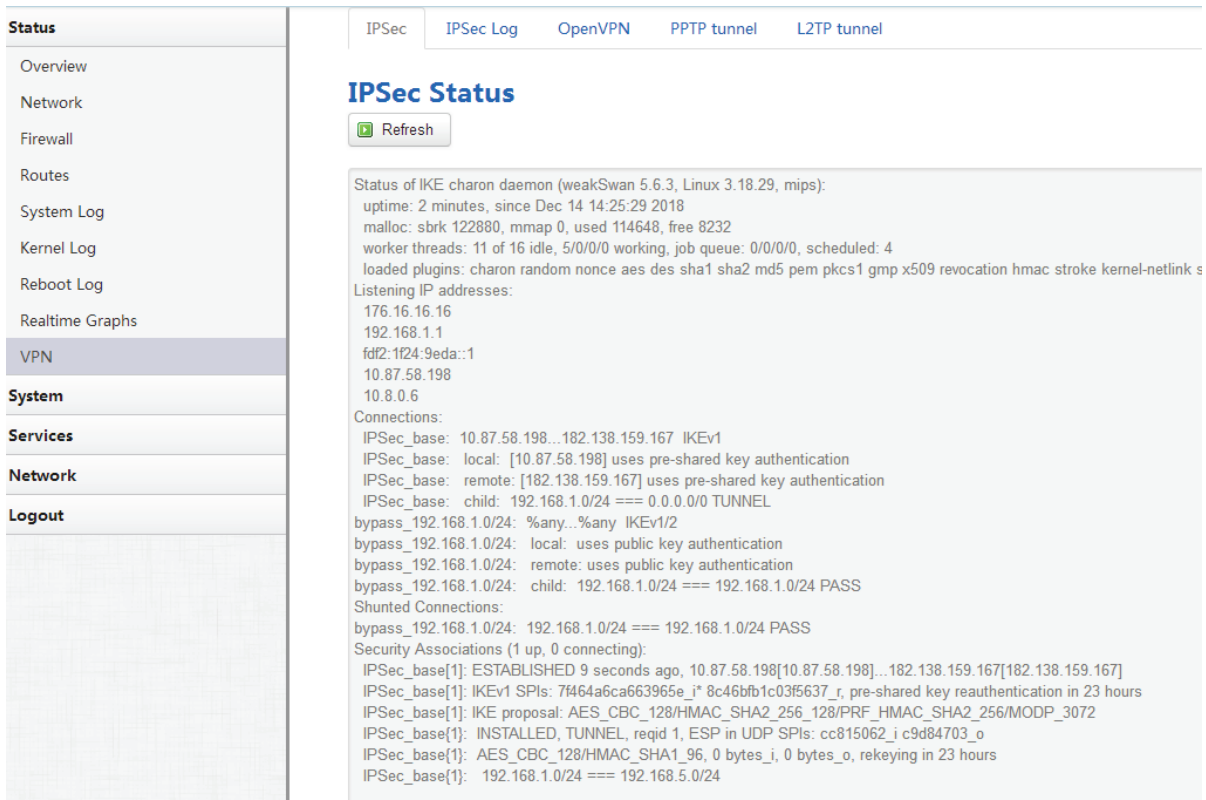 Status
Overview
Network
Firewall
Routes
System Log
Kernel Log
Reboot Log
Realtime Graphs
VPN
System
Services
Network
Logout
IPSec IPSec Log OpenVPN PPTP tunnel L2TP tunnel
IPSec Status
Refresh
Status of IKE charon daemon (weakSwan 5.6.3, Linux 3.18.29, mips):
uptime: 2 minutes, since Dec 14 14:25:29 2018
malloc: sbrk 122880, mmap 0, used 114648, free 8232
worker threads: 11 of 16 idle, 5/0/0/0 working, job queue: 0/0/0/0, scheduled: 4
loaded plugins: charon random nonce aes des sha1 sha2 md5 pem pkcs1 gmp x509 revocation hmac stroke kernel-netlink s
Listening IP addresses:
176.16.16.16
192.168.1.1
fdf2:1f24:9eda::1
10.87.58.198
10.8.0.6
Connections:
IPSec_base: 10.87.58.198...182.138.159.167 IKEv1
IPSec_base: local: [10.87.58.198] uses pre-shared key authentication
IPSec_base: remote: [182.138.159.167] uses pre-shared key authentication
IPSec_base: child: 192.168.1.0/24 === 0.0.0.0/0 TUNNEL
bypass_192.168.1.0/24: %any...%any IKEv1/2
bypass_192.168.1.0/24: local: uses public key authentication
bypass_192.168.1.0/24: remote: uses public key authentication
bypass_192.168.1.0/24: child: 192.168.1.0/24 === 192.168.1.0/24 PASS
Shunted Connections:
bypass_192.168.1.0/24: 192.168.1.0/24 === 192.168.1.0/24 PASS
Security Associations (1 up, 0 connecting):
IPSec_base[1]: ESTABLISHED 9 seconds ago, 10.87.58.198[10.87.58.198]...182.138.159.167[182.138.159.167]
IPSec_base[1]: IKEv1 SPIs: 7f464a6ca663965e_i* 8c46bfb1c03f5637_r, pre-shared key reauthentication in 23 hours
IPSec_base[1]: IKE proposal: AES_CBC_128/HMAC_SHA2_256_128/PRF_HMAC_SHA2_256/MODP_3072
IPSec_base{1}: INSTALLED, TUNNEL, reqid 1, ESP in UDP SPIs: cc815062_i c9d84703_o
IPSec_base{1}: AES_CBC_128/HMAC_SHA1_96, 0 bytes_i, 0 bytes_o, rekeying in 23 hours
IPSec_base{1}: 192.168.1.0/24 === 192.168.5.0/24